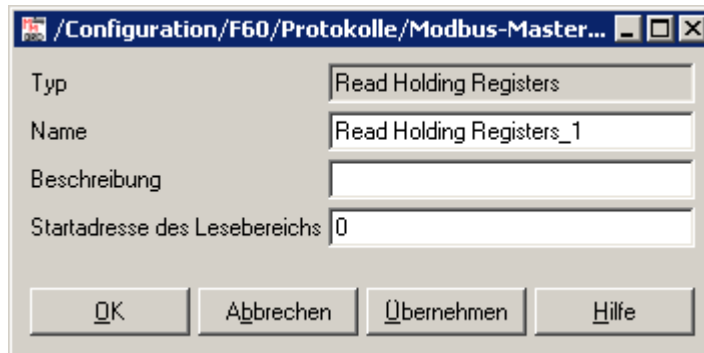 /Configuration/F60/Protokolle/Modbus-Master...
Typ Read Holding Registers
Name Read Holding Registers_1
Beschreibung
Startadresse des Lesebereichs 0
OK Abbrechen Übernehmen Hilfe